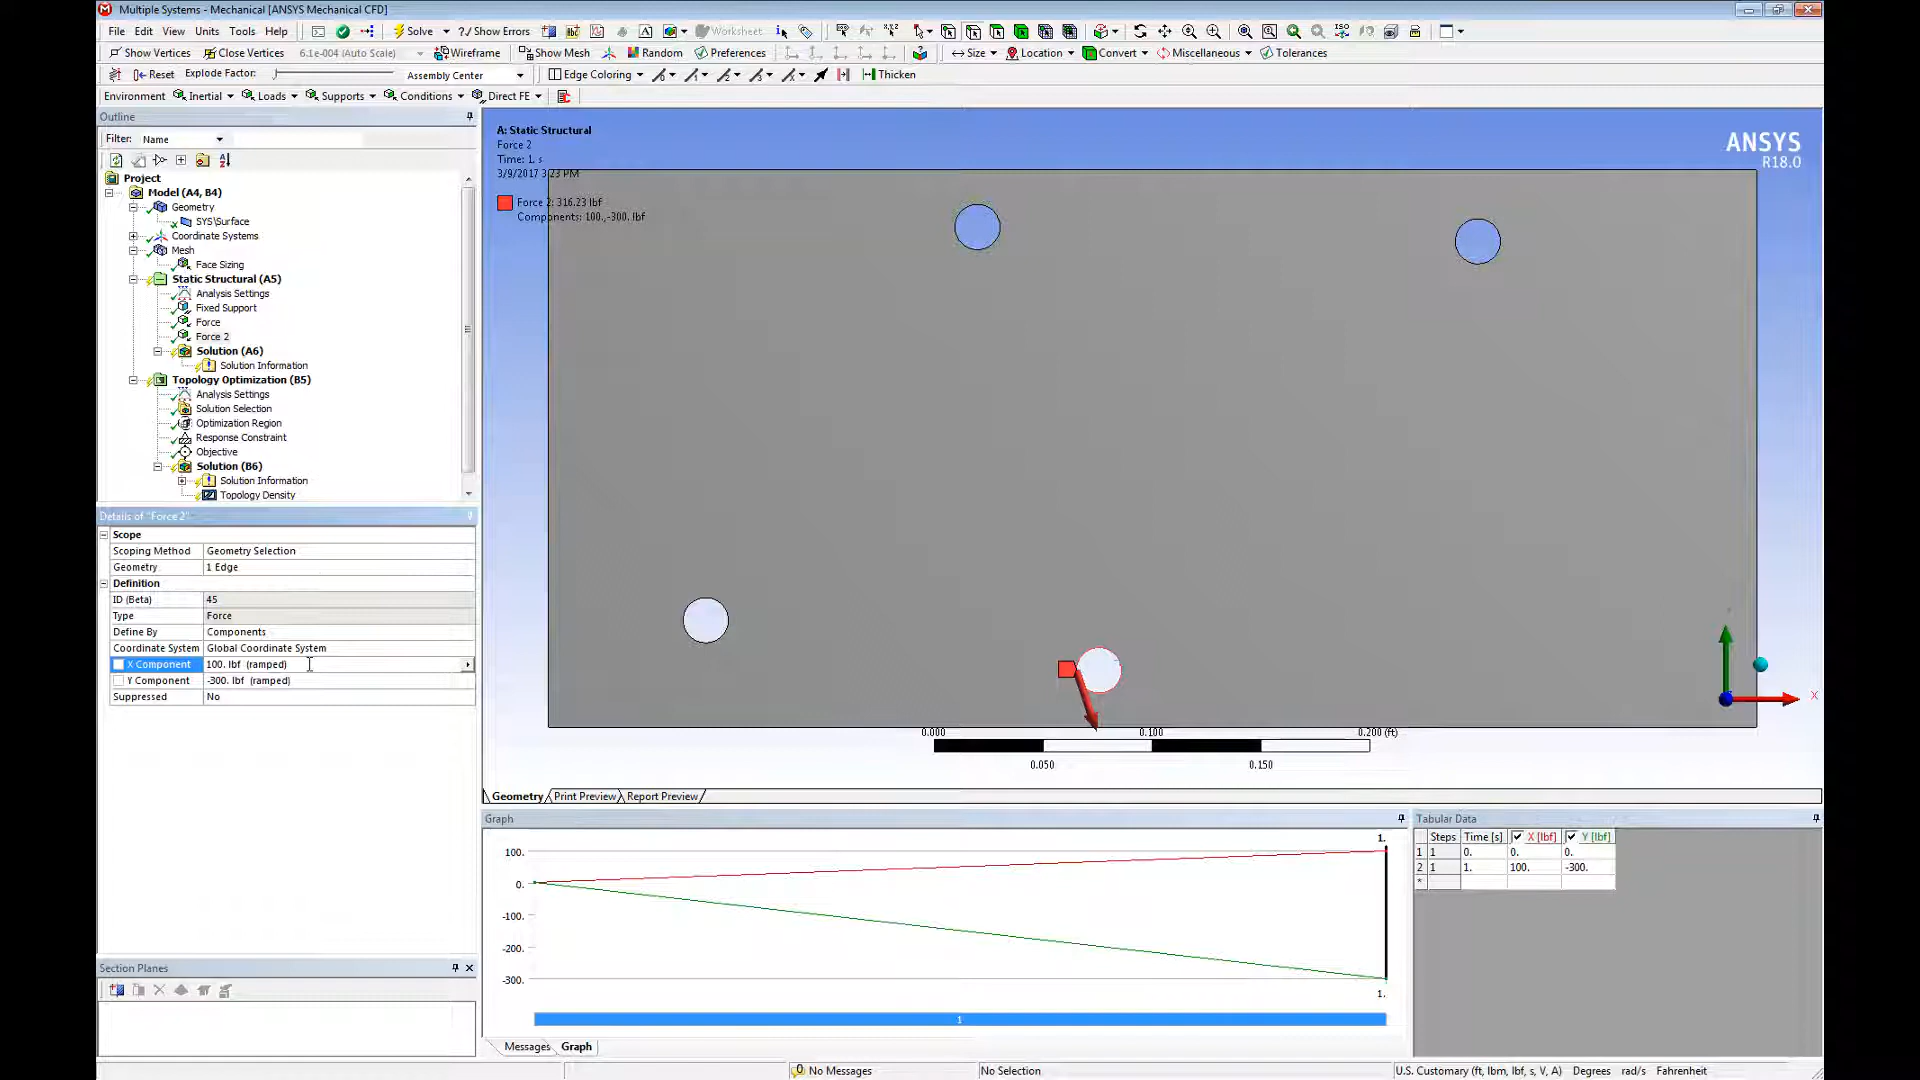 Multiple Systems - Mechanical [ANSYS Mechanical CFD]
File Edit View Units Tools Help Solve ?/ Show Errors Worksheet
Show Vertices Close Vertices 6.1e-004 (Auto Scale) Wireframe Show Mesh Random Preferences Size Location Convert Miscellaneous Tolerances
Reset Explode Factor: Assembly Center Edge Coloring Thicken
Environment Inertial Loads Supports Conditions Direct FE
Outline
Filter: Name
Project
Model (A4, B4)
Geometry
SYS\Surface
Coordinate Systems
Mesh
Face Sizing
Static Structural (A5)
Analysis Settings
Fixed Support
Force
Force 2
Solution (A6)
Solution Information
Topology Optimization (B5)
Analysis Settings
Solution Selection
Optimization Region
Response Constraint
Objective
Solution (B6)
Solution Information
Topology Density
Details of "Force 2"
Scope
Scoping Method Geometry Selection
Geometry 1 Edge
Definition
ID (Beta) 45
Type Force
Define By Components
Coordinate System Global Coordinate System
X Component 100. lbf (ramped)
Y Component -300. lbf (ramped)
Suppressed No
Section Planes
A: Static Structural
Force 2
Time: 1. s
3/9/2017 3:23 PM
Force 2: 316.23 lbf
Components: 100.,-300. lbf
ANSYS
R18.0
X
0.000 0.100 0.200 (ft)
0.050 0.150
Geometry Print Preview Report Preview
Graph
1.
100.
0.
-100.
-200.
-300.
1.
1
Messages Graph
Tabular Data
Steps Time [s] X [lbf] Y [lbf]
1 1 0. 0. 0.
2 1 1. 100. -300.
*
No Messages No Selection U.S. Customary (ft, lbm, lbf, s, V, A) Degrees rad/s Fahrenheit